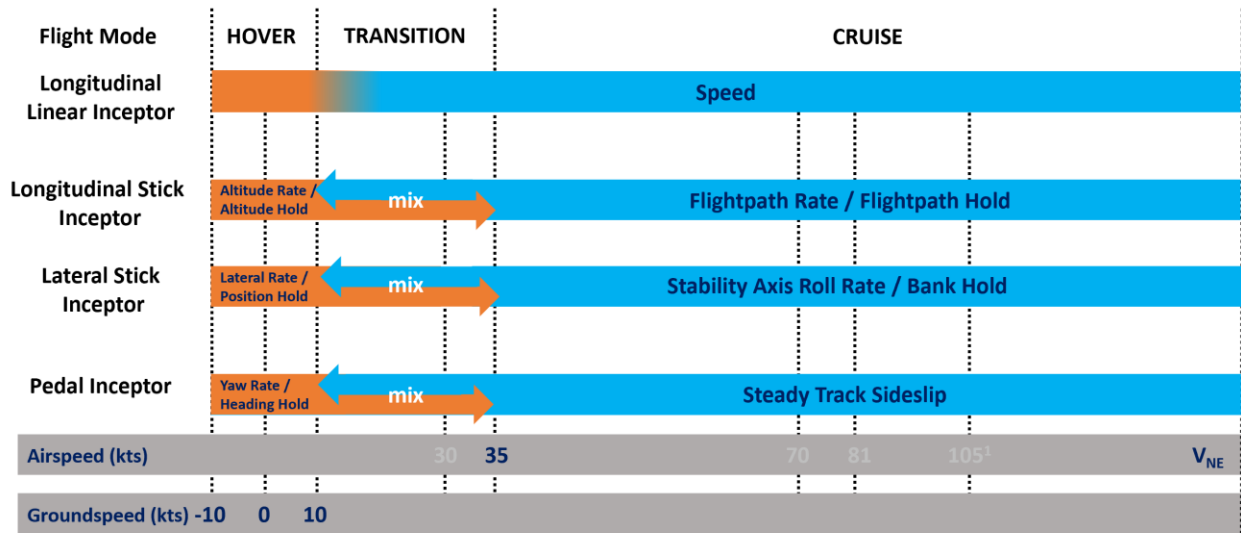 Flight Mode HOVER TRANSITION CRUISE
Longitudinal
Linear Inceptor
Speed
Longitudinal Stick
Inceptor
Altitude Rate /
Altitude Hold
mix
Flightpath Rate / Flightpath Hold
Lateral Stick
Inceptor
Lateral Rate /
Position Hold
mix
Stability Axis Roll Rate / Bank Hold
Pedal Inceptor
Yaw Rate /
Heading Hold
mix
Steady Track Sideslip
Airspeed (kts) 30 35 70 81 105¹ V_NE
Groundspeed (kts) -10 0 10